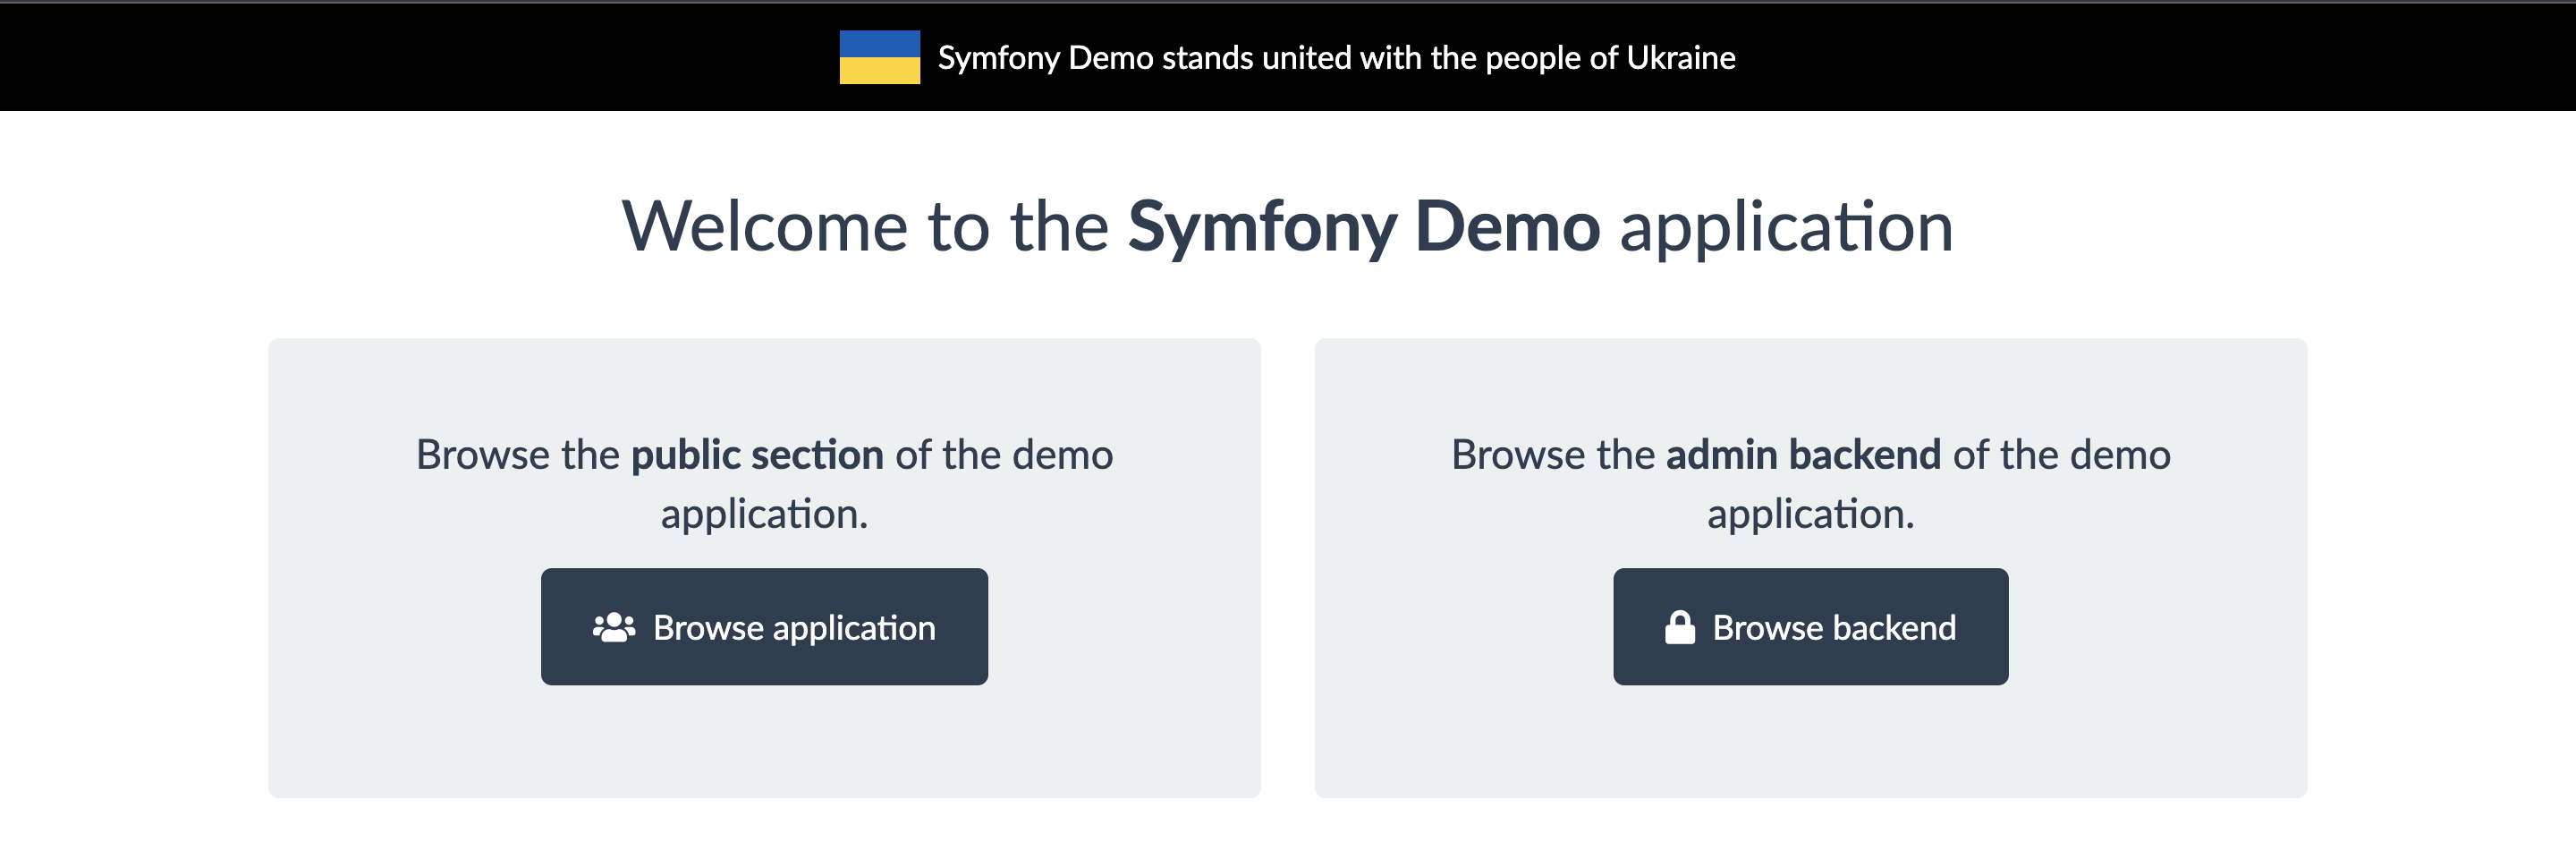 Symfony Demo stands united with the people of Ukraine
Welcome to the Symfony Demo application
Browse the public section of the demo
application.
Browse application
Browse the admin backend of the demo
application.
Browse backend